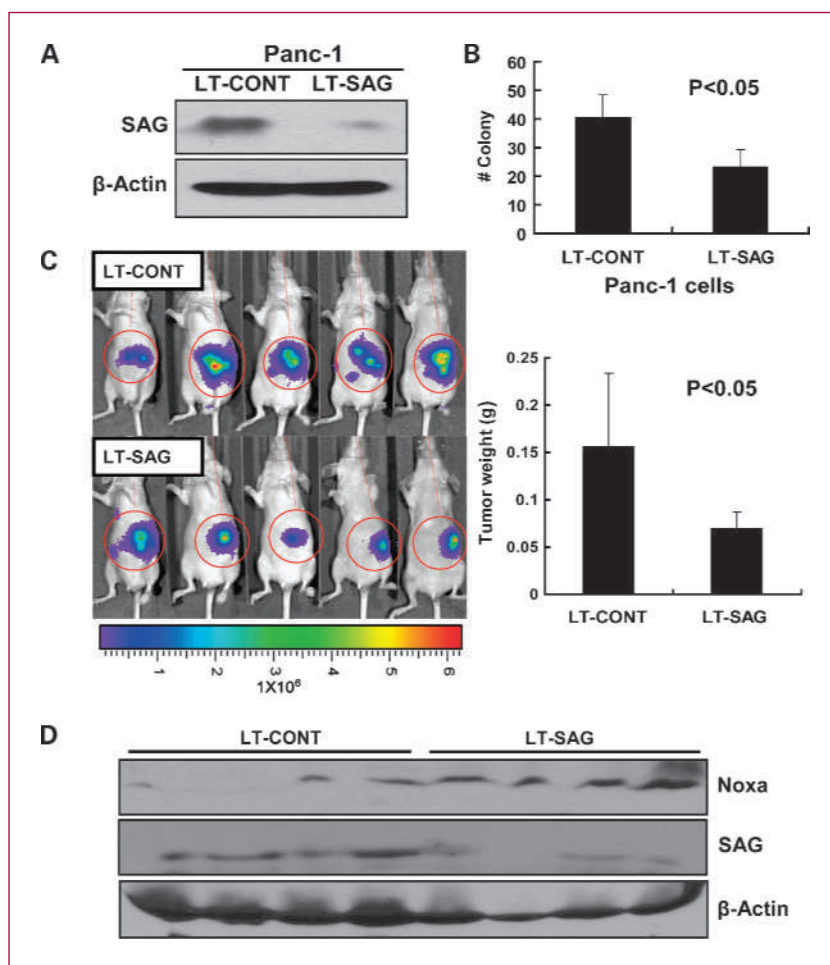 A
Panc-1
LT-CONT LT-SAG
SAG
β-Actin
B
60
50
40
30
20
10
0
# Colony
P<0.05
LT-CONT LT-SAG
Panc-1 cells
C
LT-CONT
LT-SAG
1 2 3 4 5 6
1X10⁶
0.25
0.2
0.15
0.1
0.05
0
Tumor weight (g)
P<0.05
LT-CONT LT-SAG
D
LT-CONT LT-SAG
Noxa
SAG
β-Actin